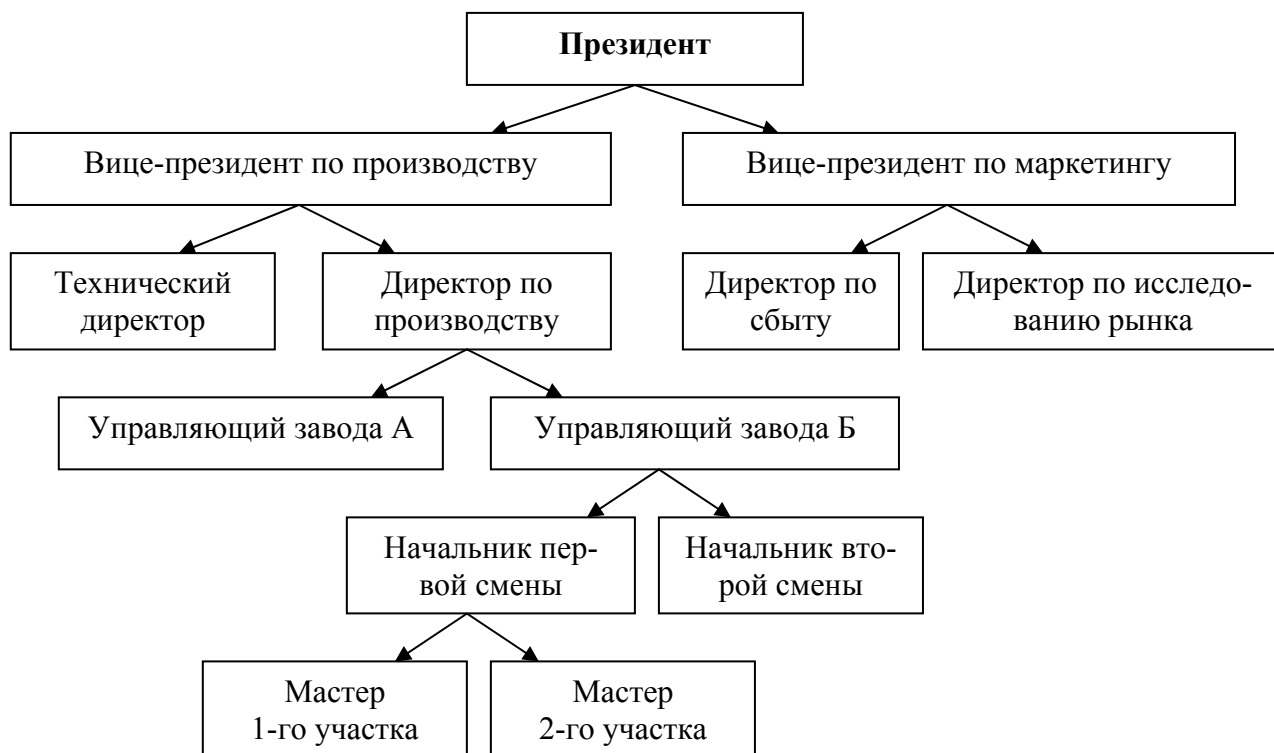 Президент
Вице-президент по производству
Вице-президент по маркетингу
Технический
директор
Директор по
производству
Директор по
сбыту
Директор по исследо-
ванию рынка
Управляющий завода А
Управляющий завода Б
Начальник пер-
вой смены
Начальник вто-
рой смены
Мастер
1-го участка
Мастер
2-го участка